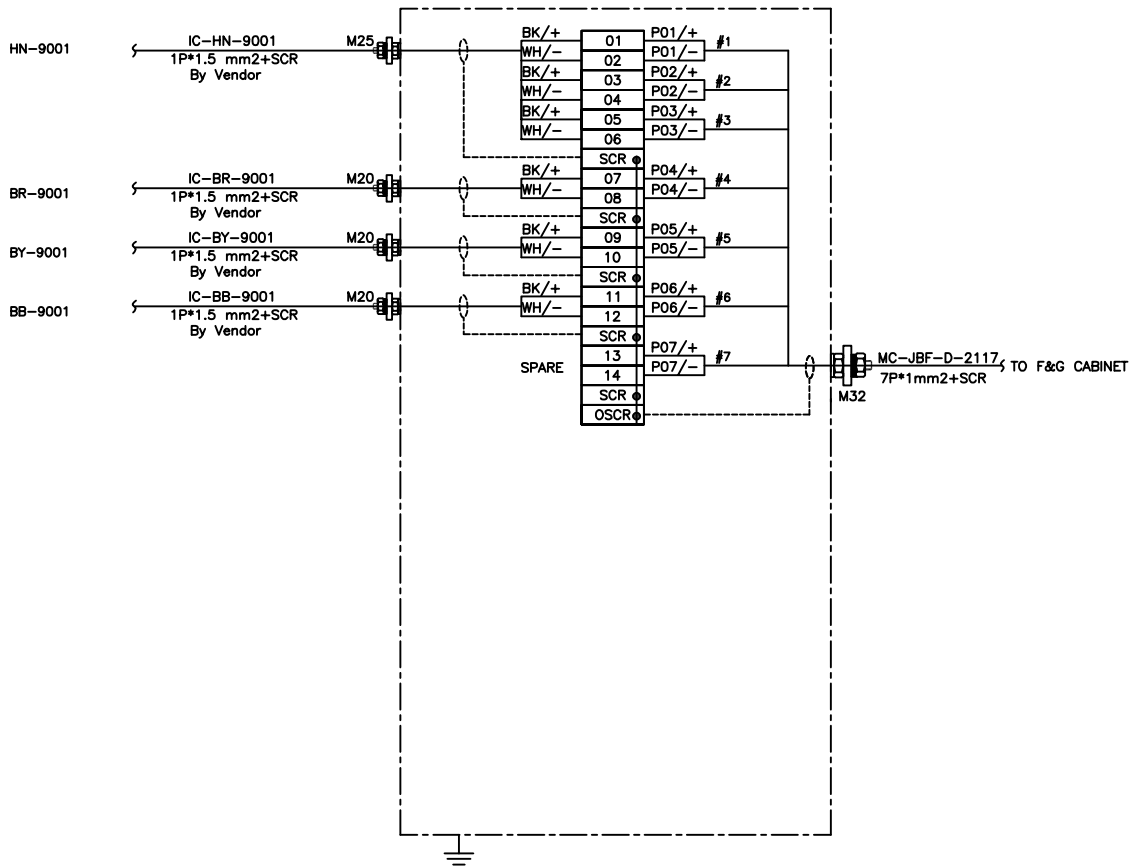 HN-9001
IC-HN-9001
1P*1.5 mm2+SCR
By Vendor
M25
BR-9001
IC-BR-9001
1P*1.5 mm2+SCR
By Vendor
M20
BY-9001
IC-BY-9001
1P*1.5 mm2+SCR
By Vendor
M20
BB-9001
IC-BB-9001
1P*1.5 mm2+SCR
By Vendor
M20
BK/+ 01 P01/+ #1
WH/- 02 P01/-
BK/+ 03 P02/+ #2
WH/- 04 P02/-
BK/+ 05 P03/+ #3
WH/- 06 P03/-
SCR
BK/+ 07 P04/+ #4
WH/- 08 P04/-
SCR
BK/+ 09 P05/+ #5
WH/- 10 P05/-
SCR
BK/+ 11 P06/+ #6
WH/- 12 P06/-
SCR
SPARE 13 P07/+ #7
14 P07/-
SCR
OSCR
MC-JBF-D-2117
7P*1mm2+SCR
M32
TO F&G CABINET